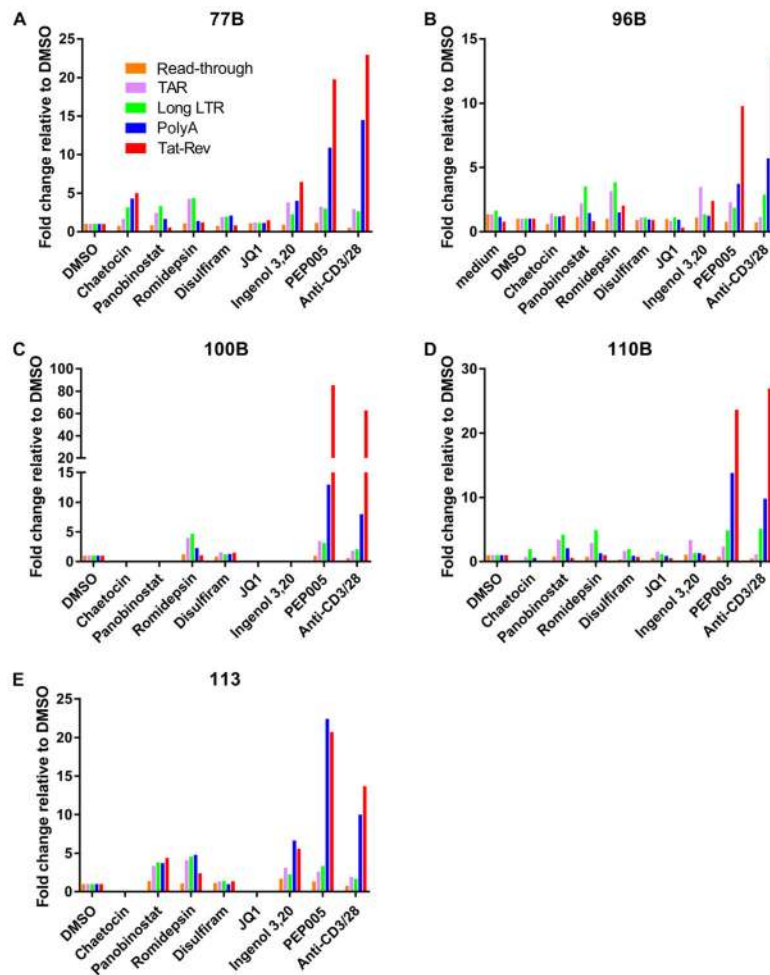 A
77B
Fold change relative to DMSO
25
20
15
10
5
0
Read-through
TAR
Long LTR
PolyA
Tat-Rev
DMSO
Chaetocin
Panobinostat
Romidepsin
Disulfiram
JQ1
Ingenol 3,20
PEP005
Anti-CD3/28
B
96B
Fold change relative to DMSO
15
10
5
0
medium
DMSO
Chaetocin
Panobinostat
Romidepsin
Disulfiram
JQ1
Ingenol 3,20
PEP005
Anti-CD3/28
C
100B
Fold change relative to DMSO
100
80
60
40
20
15
10
5
0
DMSO
Chaetocin
Panobinostat
Romidepsin
Disulfiram
JQ1
Ingenol 3,20
PEP005
Anti-CD3/28
D
110B
Fold change relative to DMSO
30
20
10
0
DMSO
Chaetocin
Panobinostat
Romidepsin
Disulfiram
JQ1
Ingenol 3,20
PEP005
Anti-CD3/28
E
113
Fold change relative to DMSO
25
20
15
10
5
0
DMSO
Chaetocin
Panobinostat
Romidepsin
Disulfiram
JQ1
Ingenol 3,20
PEP005
Anti-CD3/28